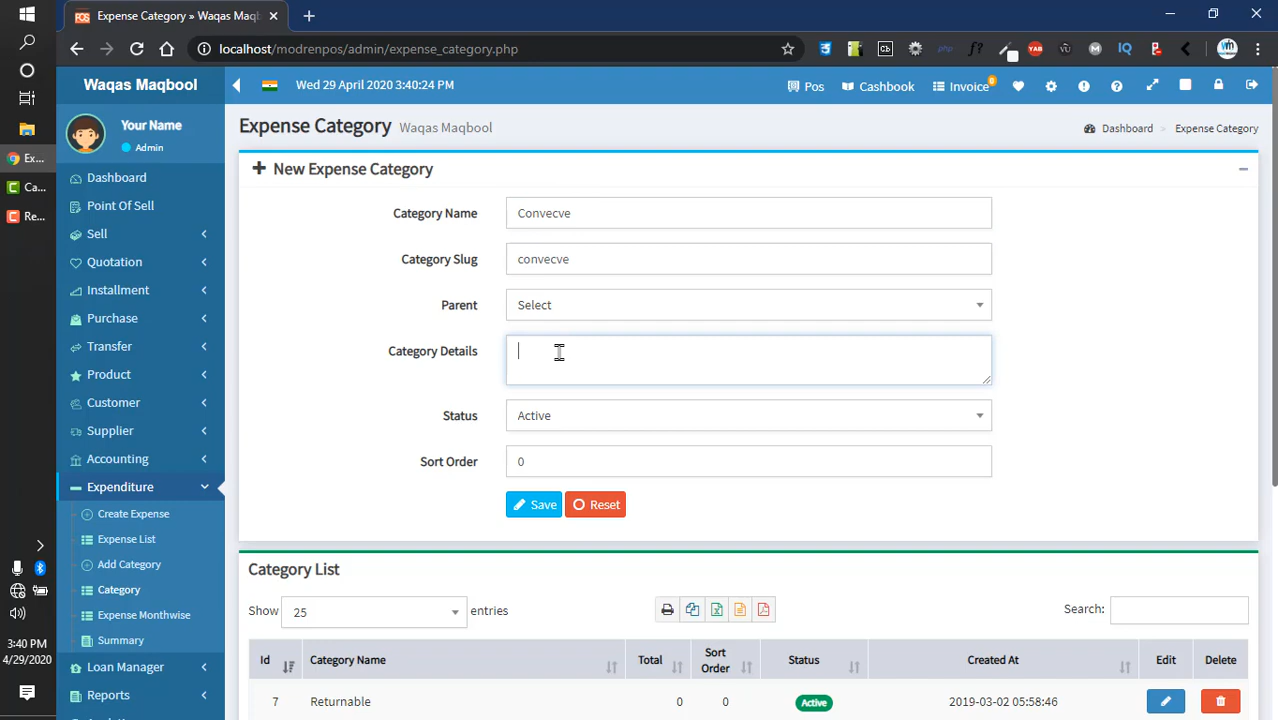 Expense Category » Waqas Maqb
localhost/modrenpos/admin/expense_category.php
Waqas Maqbool
Wed 29 April 2020 3:40:24 PM
Pos
Cashbook
Invoice 0
Your Name
Admin
Expense Category Waqas Maqbool
Dashboard > Expense Category
New Expense Category
Category Name
Convecve
Category Slug
convecve
Parent
Select
Category Details
Status
Active
Sort Order
0
Save
Reset
Dashboard
Point Of Sell
Sell
Quotation
Installment
Purchase
Transfer
Product
Customer
Supplier
Accounting
Expenditure
Create Expense
Expense List
Add Category
Category
Expense Monthwise
Summary
Loan Manager
Reports
Category List
Show 25 entries
Search:
Id Category Name Total Sort Order Status Created At Edit Delete
7 Returnable 0 0 Active 2019-03-02 05:58:46
Ex...
Ca...
Re...
3:40 PM
4/29/2020